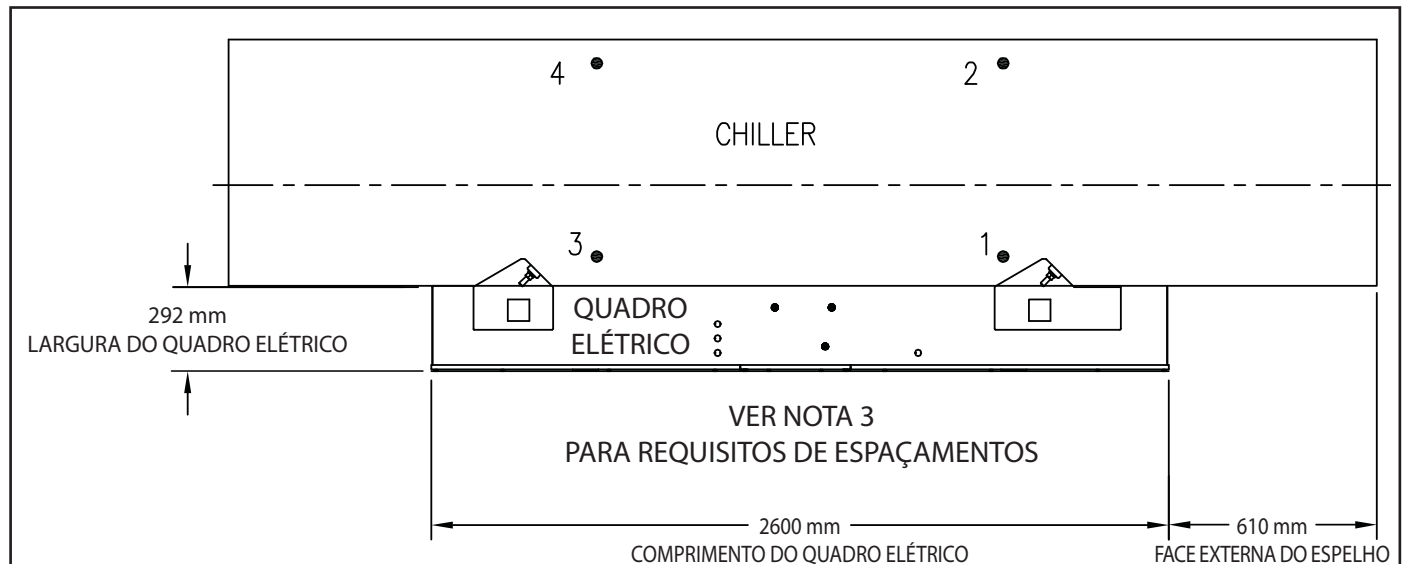 4
2
CHILLER
3
1
292 mm
LARGURA DO QUADRO ELÉTRICO
QUADRO
ELÉTRICO
VER NOTA 3
PARA REQUISITOS DE ESPAÇAMENTOS
2600 mm
COMPRIMENTO DO QUADRO ELÉTRICO
610 mm
FACE EXTERNA DO ESPELHO